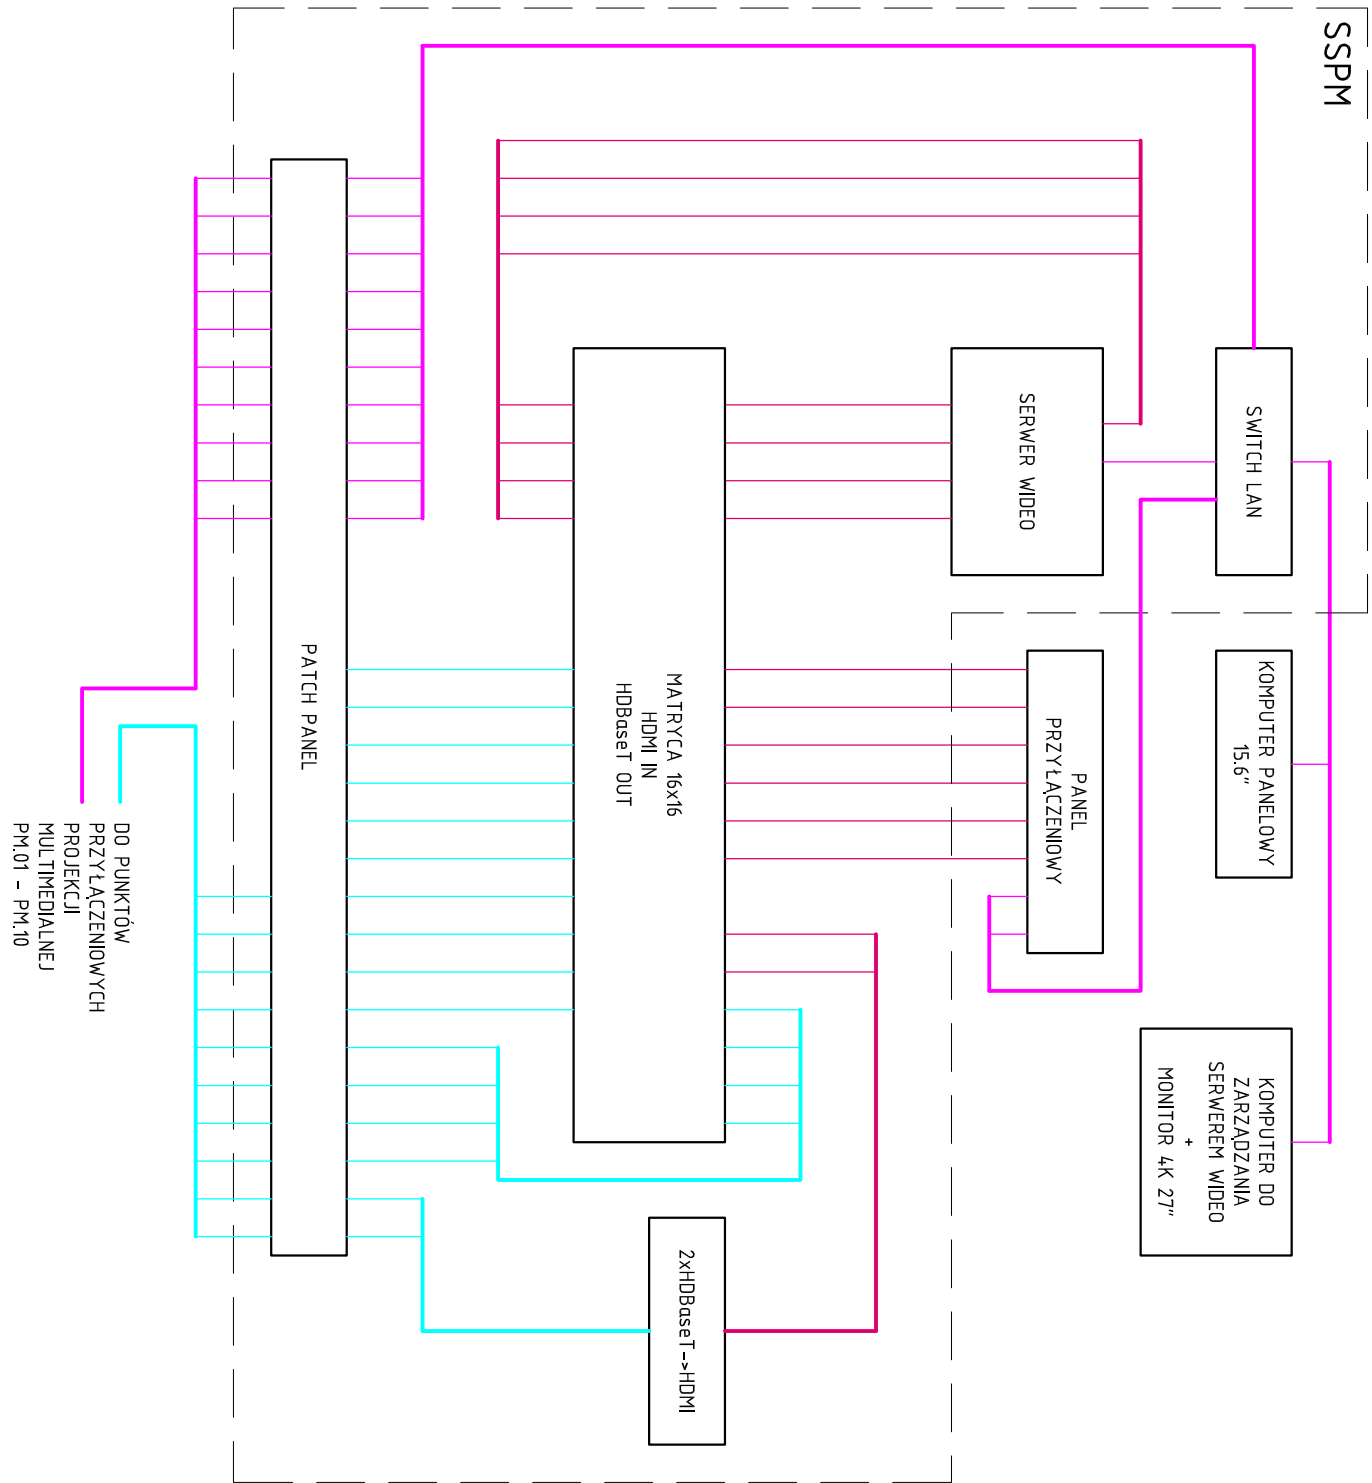 SSPM
SWITCH LAN
KOMPUTER PANELOWY
15.6"
KOMPUTER DO
ZARZĄDZANIA
SERWEREM WIDEO
+
MONITOR 4K 27"
SERWER WIDEO
PANEL
PRZYŁĄCZENIOWY
MATRYCA 16x16
HDMI IN
HDBaseT OUT
2xHDBaseT->HDMI
PATCH PANEL
DO PUNKTÓW
PRZYŁĄCZENIOWYCH
PROJEKCJI
MULTIMEDIALNEJ
PM.01 - PM.10